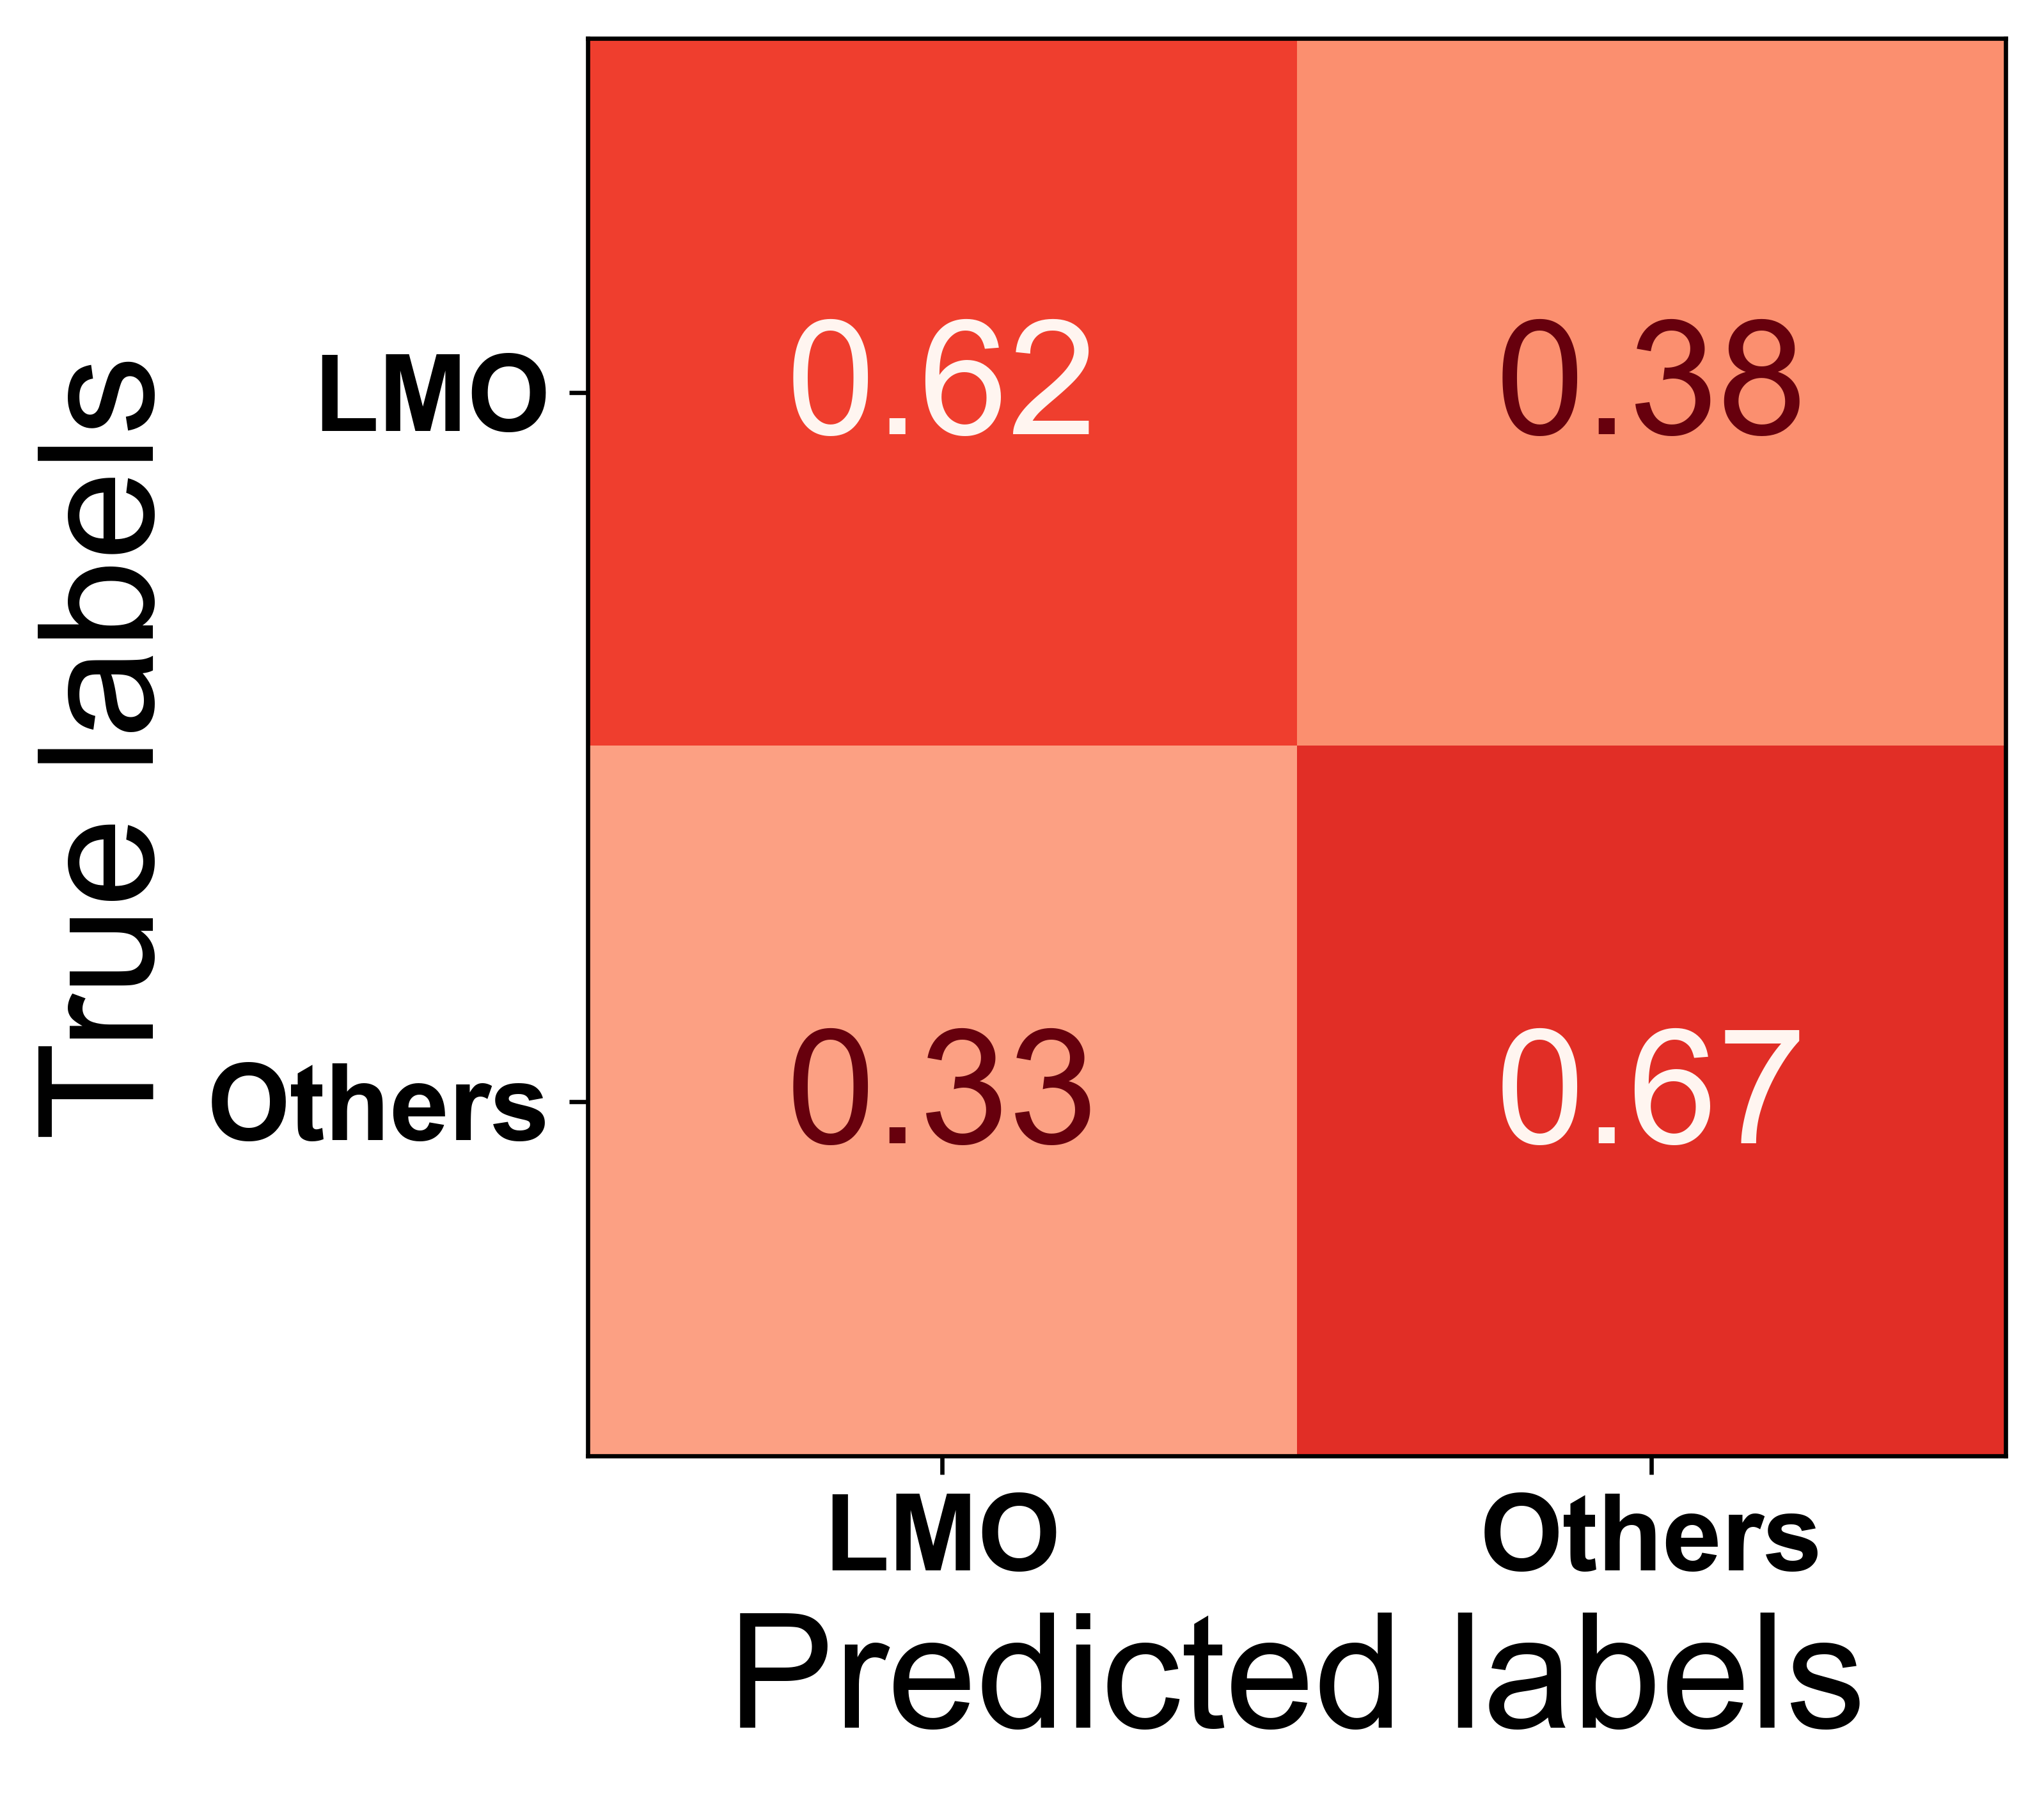 True labels
LMO 0.62 0.38
Others 0.33 0.67
LMO Others
Predicted labels